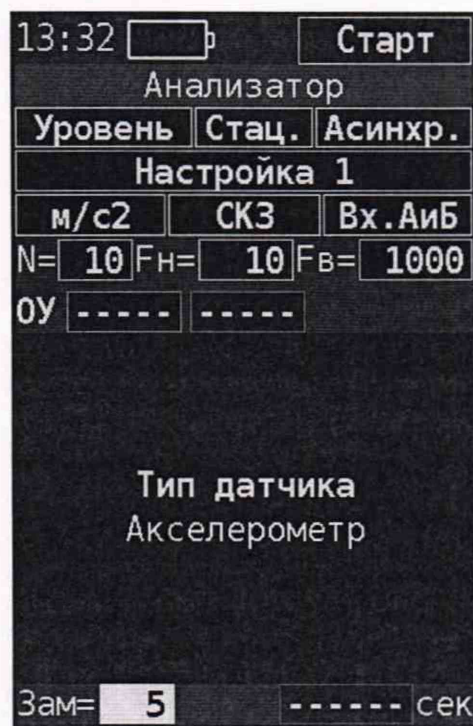 13:32 Старт
Анализатор
Уровень Стац. Асинхр.
Настройка 1
м/с2 СКЗ Вх.АиБ
N= 10 Fн= 10 Fв= 1000
ОУ ----- -----
Тип датчика
Акселерометр
Зам= 5 ------ сек